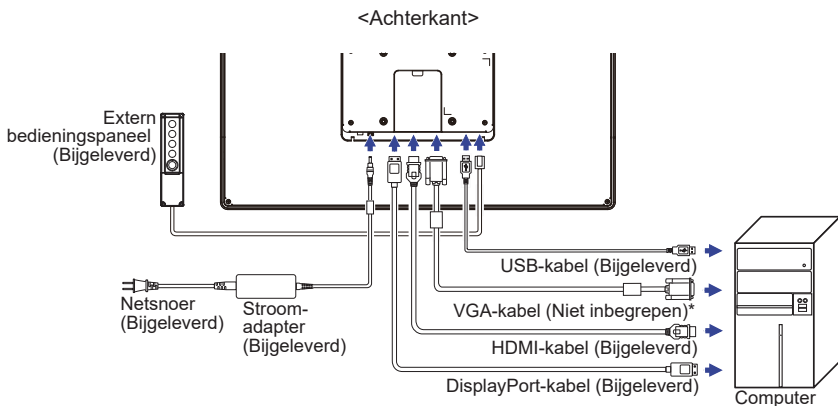 <Achterkant>
Extern
bedieningspaneel
(Bijgeleverd)
USB-kabel (Bijgeleverd)
Netsnoer
(Bijgeleverd)
Stroom-
adapter
(Bijgeleverd)
VGA-kabel (Niet inbegrepen)*
HDMI-kabel (Bijgeleverd)
DisplayPort-kabel (Bijgeleverd)
Computer